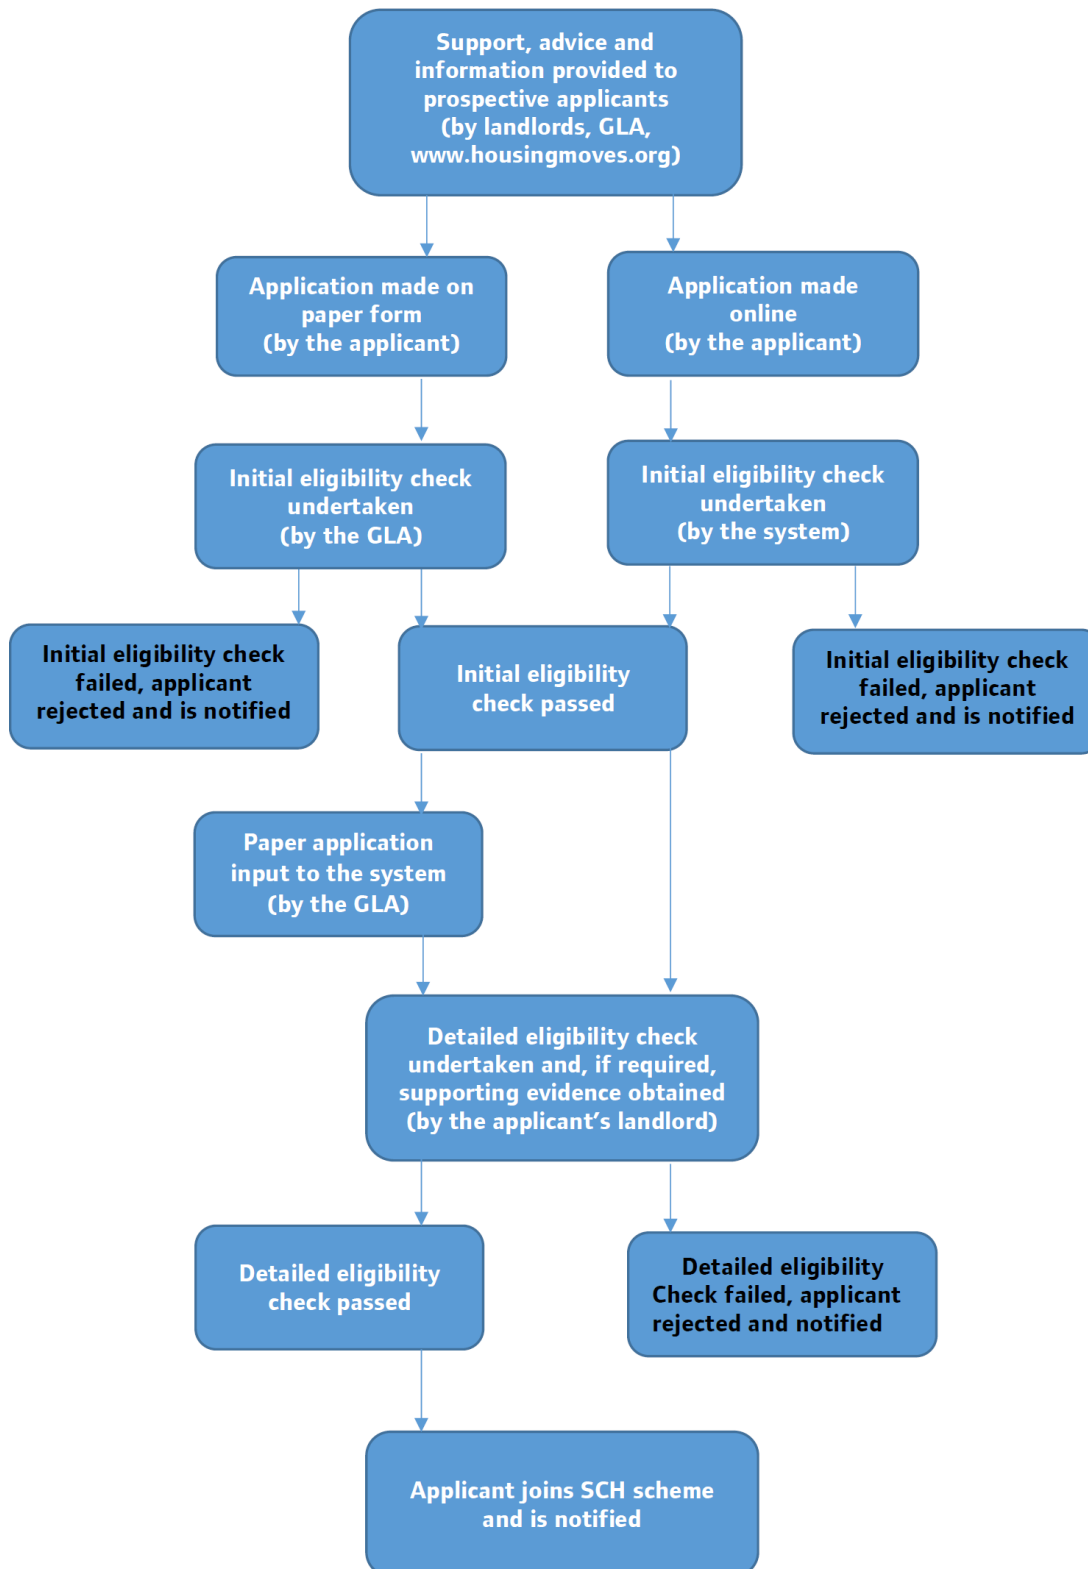 Support, advice and
information provided to
prospective applicants
(by landlords, GLA,
www.housingmoves.org)
Application made on
paper form
(by the applicant)
Application made
online
(by the applicant)
Initial eligibility check
undertaken
(by the GLA)
Initial eligibility check
undertaken
(by the system)
Initial eligibility check
failed, applicant
rejected and is notified
Initial eligibility
check passed
Initial eligibility check
failed, applicant
rejected and is notified
Paper application
input to the system
(by the GLA)
Detailed eligibility check
undertaken and, if required,
supporting evidence obtained
(by the applicant’s landlord)
Detailed eligibility
check passed
Detailed eligibility
Check failed, applicant
rejected and notified
Applicant joins SCH scheme
and is notified